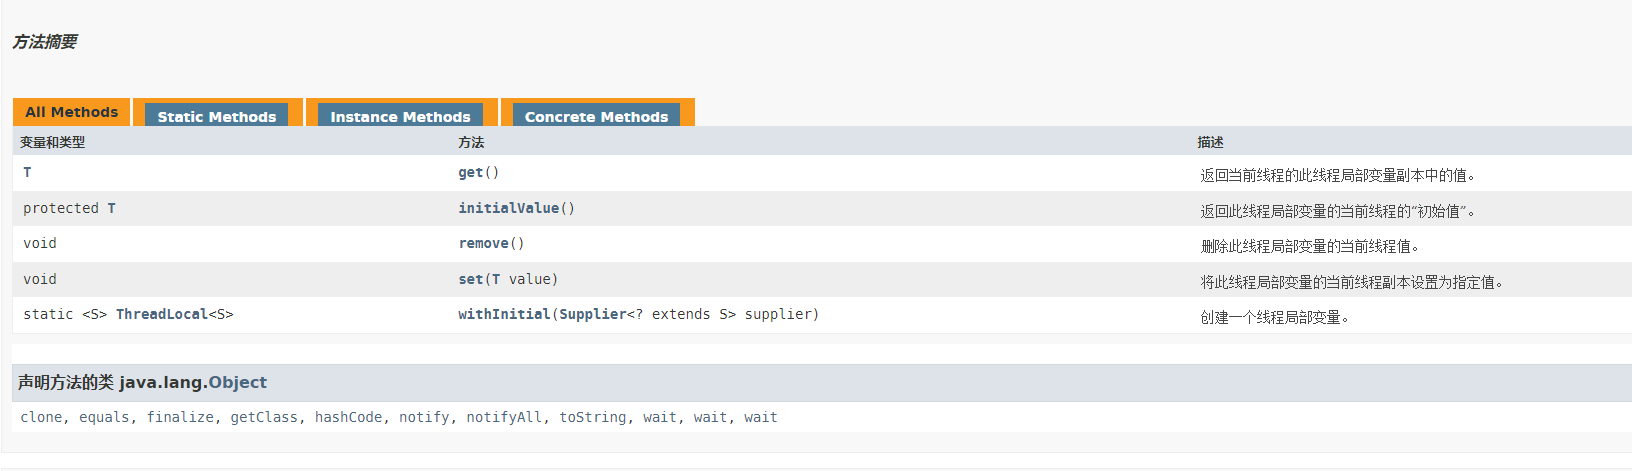 方法摘要
All Methods Static Methods Instance Methods Concrete Methods
变量和类型 方法 描述
T get() 返回当前线程的此线程局部变量副本中的值。
protected T initialValue() 返回此线程局部变量的当前线程的“初始值”。
void remove() 删除此线程局部变量的当前线程值。
void set(T value) 将此线程局部变量的当前线程副本设置为指定值。
static <S> ThreadLocal<S> withInitial(Supplier<? extends S> supplier) 创建一个线程局部变量。
声明方法的类 java.lang.Object
clone, equals, finalize, getClass, hashCode, notify, notifyAll, toString, wait, wait, wait